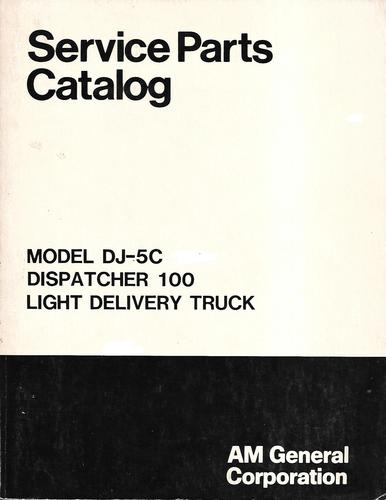 Service Parts
Catalog
MODEL DJ-5C
DISPATCHER 100
LIGHT DELIVERY TRUCK
AM General
Corporation